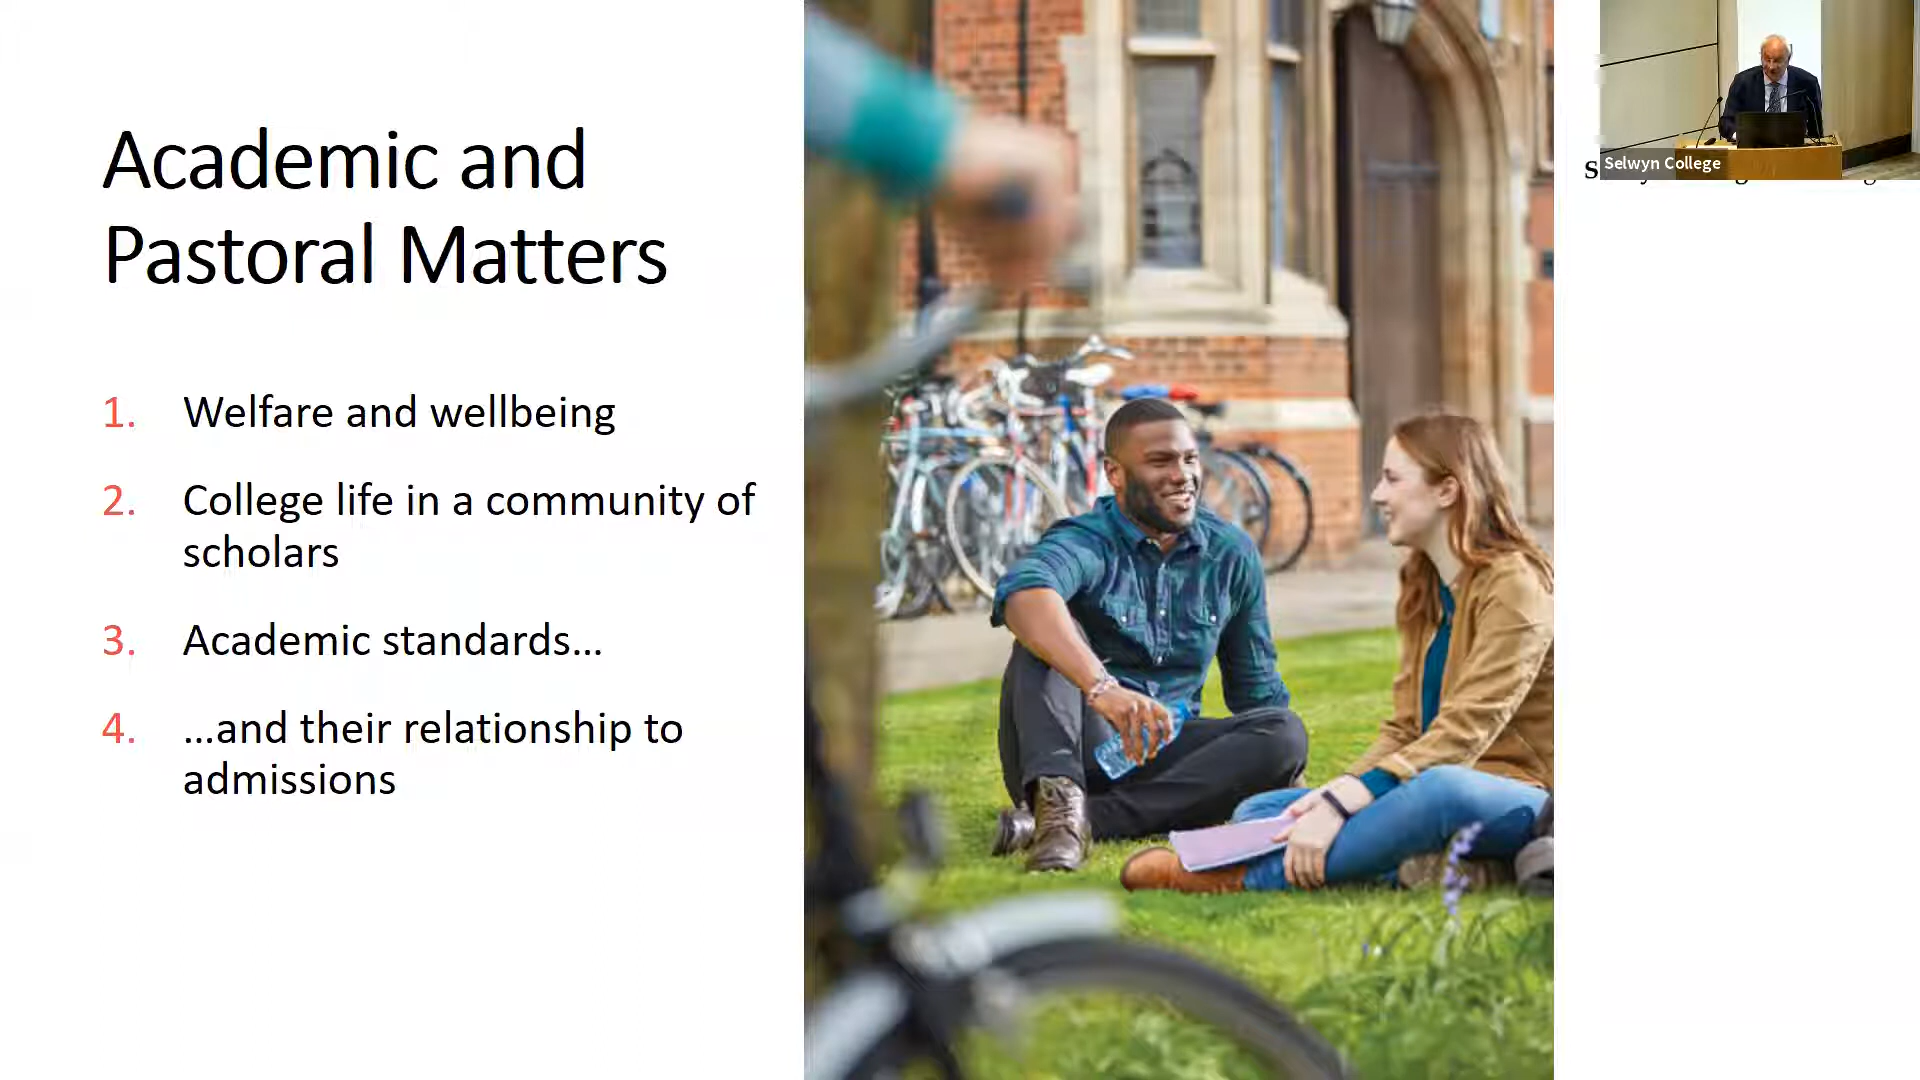 Academic and
Pastoral Matters
1. Welfare and wellbeing
2. College life in a community of
scholars
3. Academic standards...
4. ...and their relationship to
admissions
Selwyn College